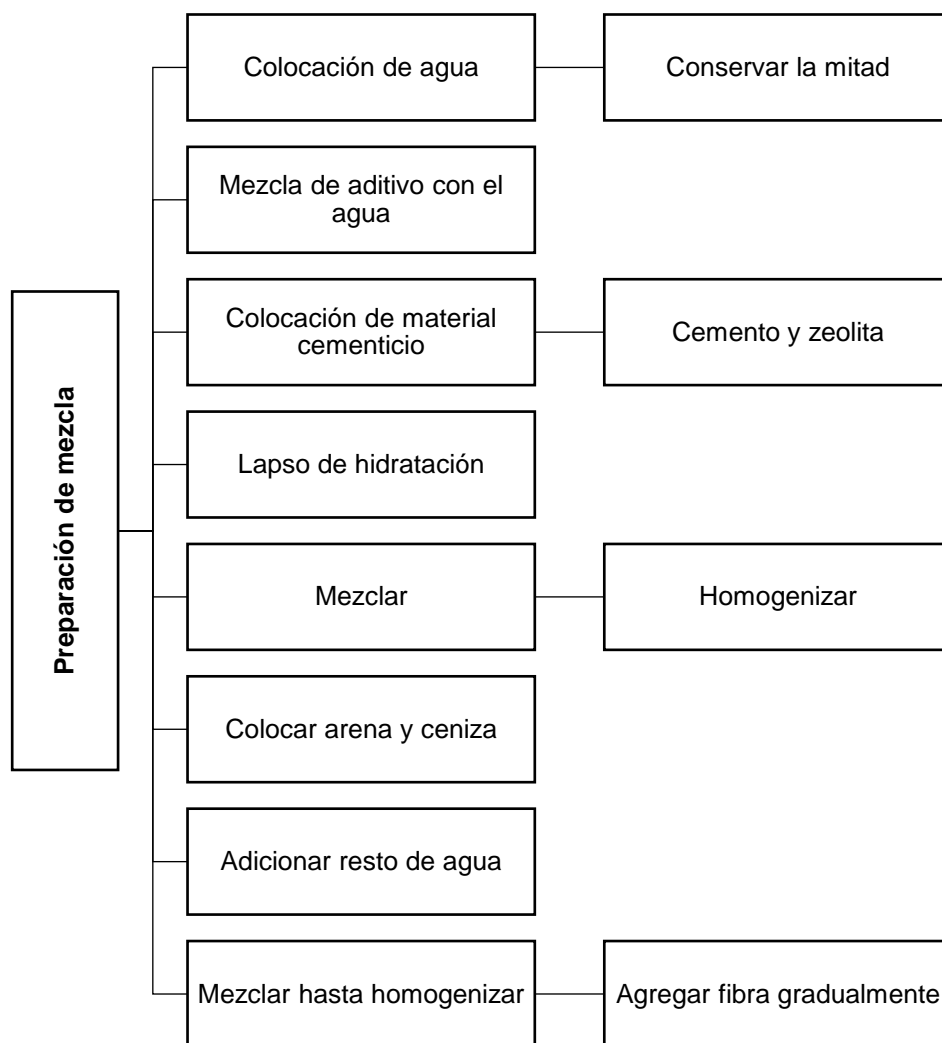 Colocación de agua
Conservar la mitad
Mezcla de aditivo con el
agua
Colocación de material
cementicio
Cemento y zeolita
Preparación de mezcla
Lapso de hidratación
Mezclar
Homogenizar
Colocar arena y ceniza
Adicionar resto de agua
Mezclar hasta homogenizar
Agregar fibra gradualmente